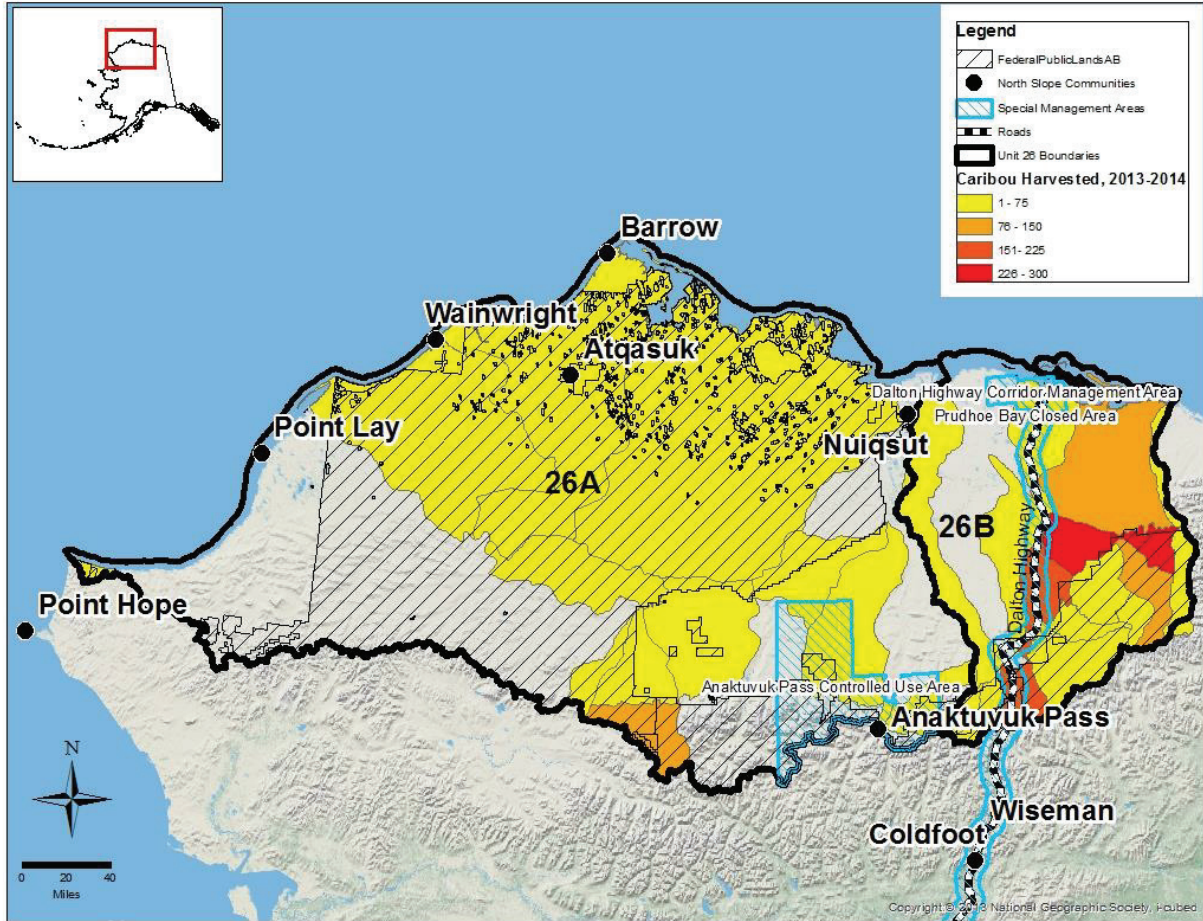 Legend
FederalPublicLandsAB
North Slope Communities
Special Management Areas
Roads
Unit 26 Boundaries
Caribou Harvested, 2013-2014
1 - 75
76 - 150
151- 225
226 - 300
Barrow
Wainwright
Atqasuk
Dalton Highway Corridor Management Area
Prudhoe Bay Closed Area
Point Lay
Nuiqsut
26A
26B
Dalton Highway
Point Hope
Anaktuvuk Pass Controlled Use Area
Anaktuvuk Pass
N
Wiseman
Coldfoot
0 20 40
Miles
Copyright © 2013 National Geographic Society, i-cubed